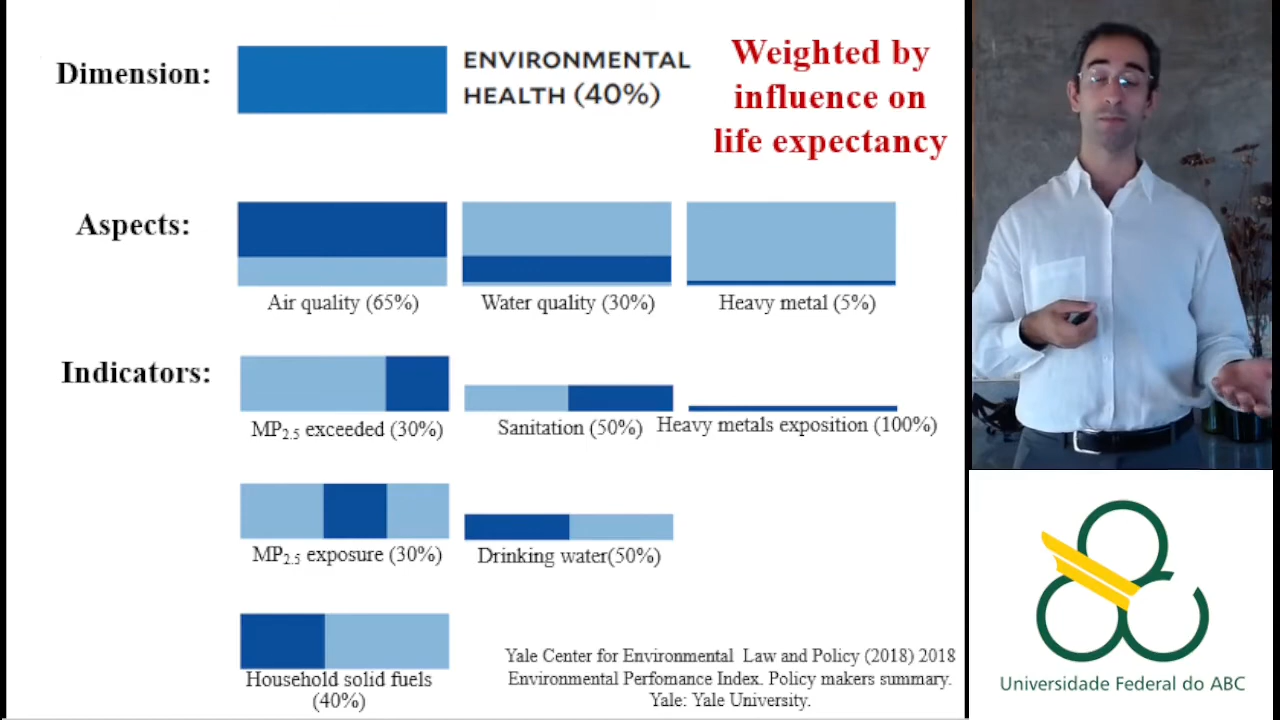 Dimension:
ENVIRONMENTAL
HEALTH (40%)
Weighted by
influence on
life expectancy
Aspects:
Air quality (65%)
Water quality (30%)
Heavy metal (5%)
Indicators:
MP2.5 exceeded (30%)
Sanitation (50%)
Heavy metals exposition (100%)
MP2.5 exposure (30%)
Drinking water(50%)
Household solid fuels
(40%)
Yale Center for Environmental Law and Policy (2018) 2018
Environmental Perfomance Index. Policy makers summary.
Yale: Yale University.
Universidade Federal do ABC